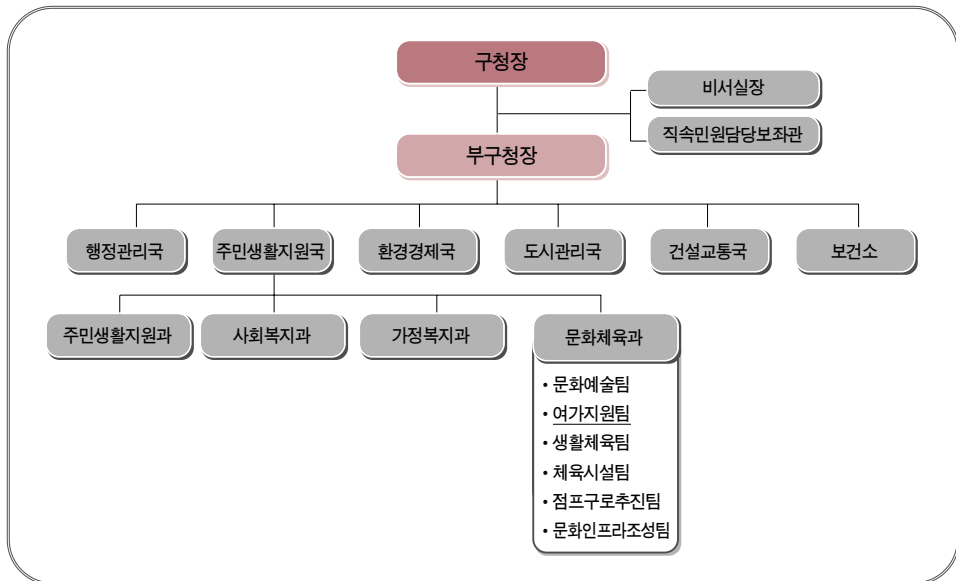 구청장
비서실장
직속민원담당보좌관
부구청장
행정관리국
주민생활지원국
환경경제국
도시관리국
건설교통국
보건소
주민생활지원과
사회복지과
가정복지과
문화체육과
• 문화예술팀
• 여가지원팀
• 생활체육팀
• 체육시설팀
• 점프구로추진팀
• 문화인프라조성팀